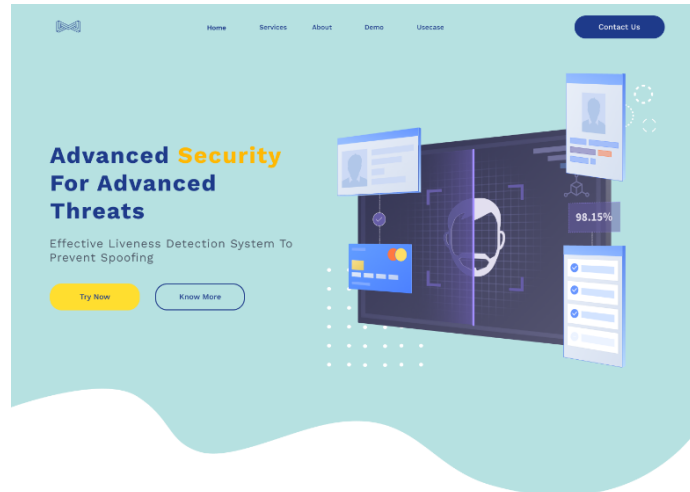 Home
Services
About
Demo
Usecase
Contact Us
Advanced Security
For Advanced
Threats
Effective Liveness Detection System To
Prevent Spoofing
Try Now
Know More
98.15%